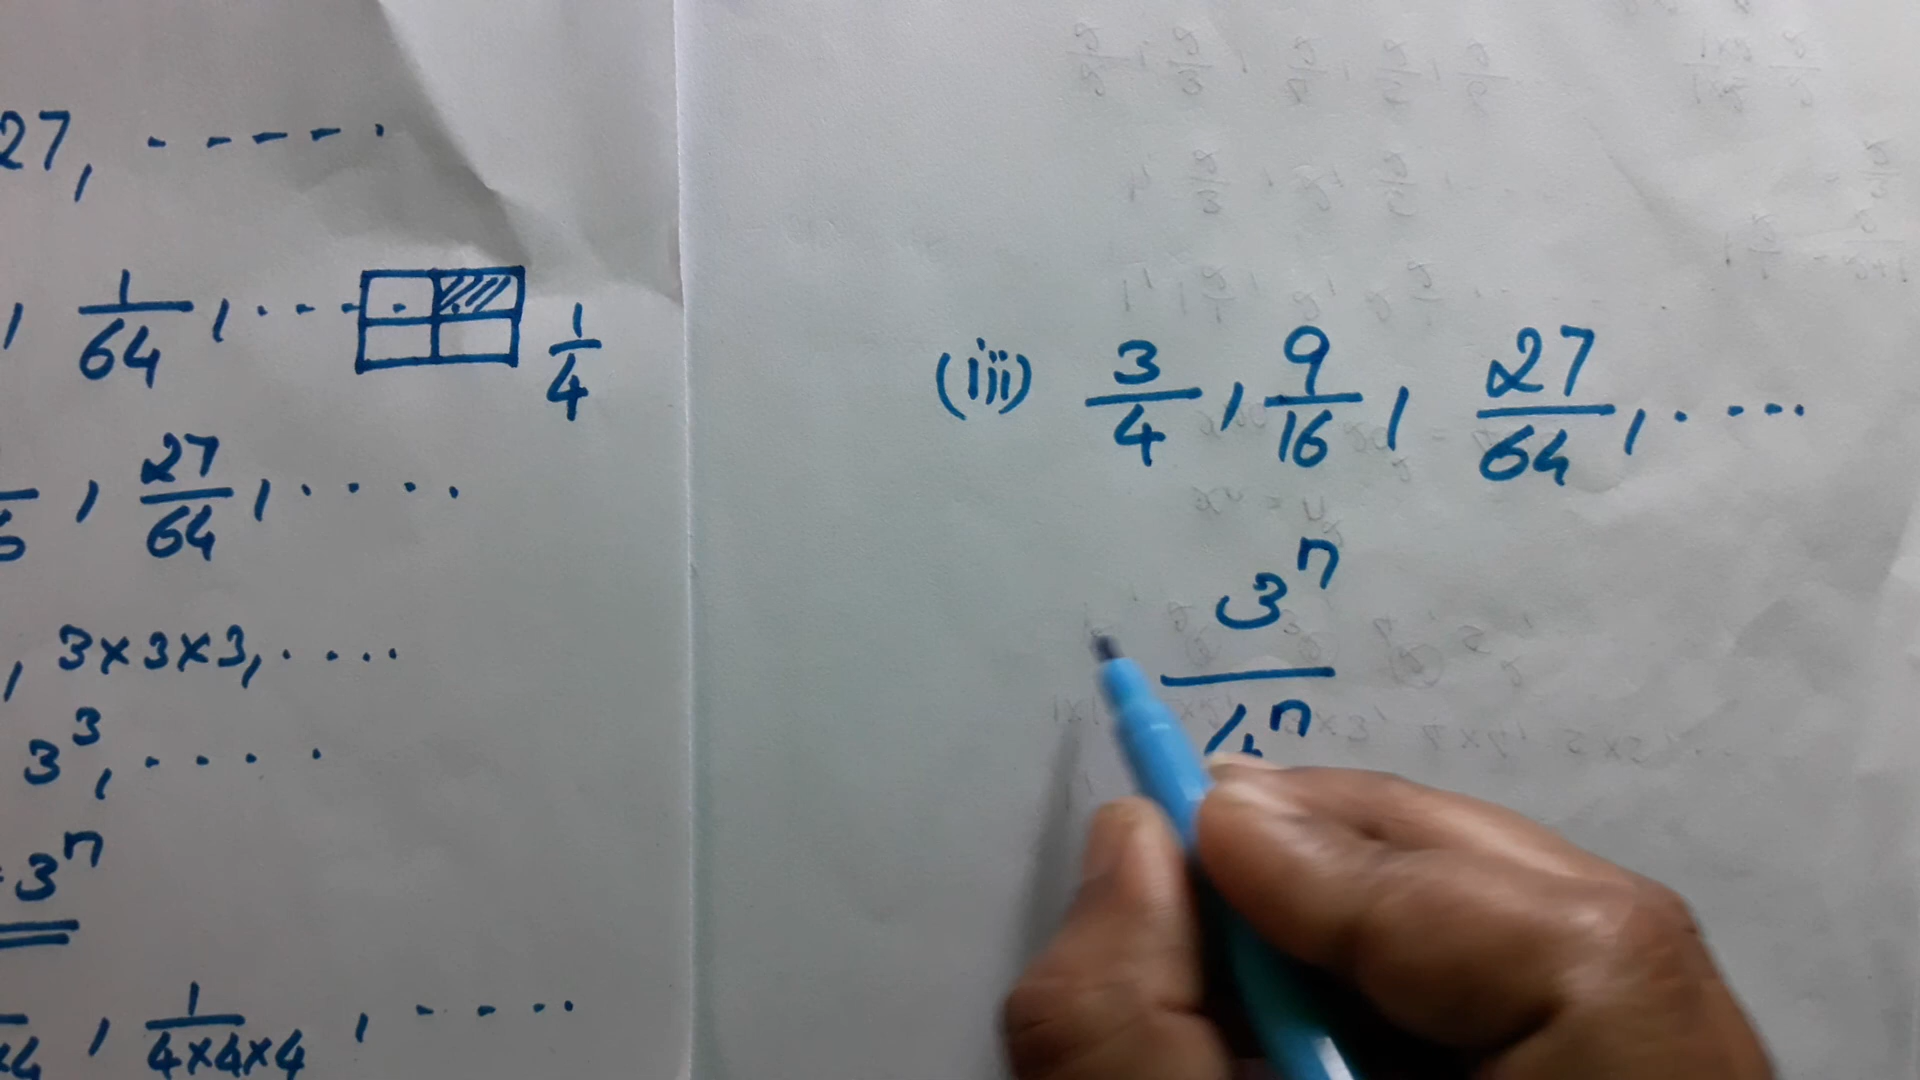 27, - - - - -
, 1/64, . . . . 1/4
, 27/64, . . . .
, 3×3×3, . . . .
3³, . . . . .
3ⁿ
×4, 1/4×4×4, . . . . .
(iii) 3/4, 9/16, 27/64, . . . . .
3ⁿ/4ⁿ